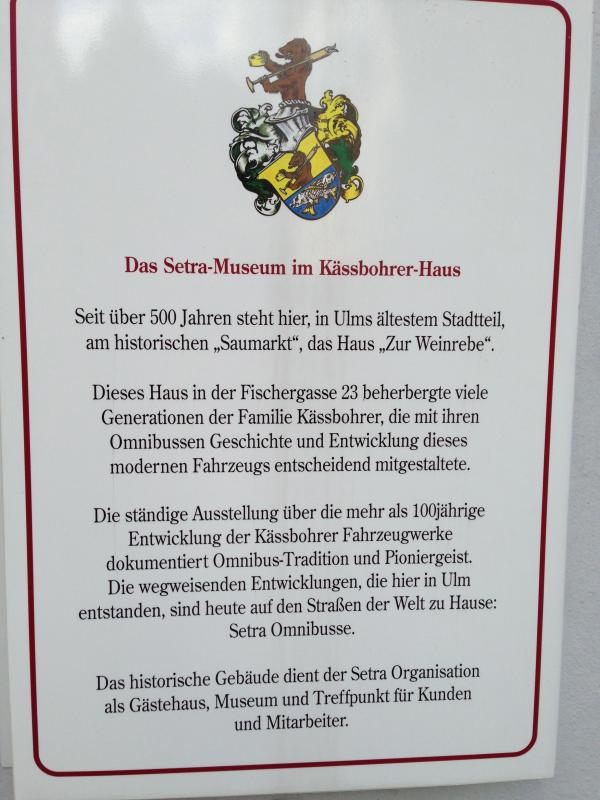 Das Setra-Museum im Kässbohrer-Haus
Seit über 500 Jahren steht hier, in Ulms ältestem Stadtteil,
am historischen „Saumarkt“, das Haus „Zur Weinrebe“.
Dieses Haus in der Fischergasse 23 beherbergte viele
Generationen der Familie Kässbohrer, die mit ihren
Omnibussen Geschichte und Entwicklung dieses
modernen Fahrzeugs entscheidend mitgestaltete.
Die ständige Ausstellung über die mehr als 100jährige
Entwicklung der Kässbohrer Fahrzeugwerke
dokumentiert Omnibus-Tradition und Pioniergeist.
Die wegweisenden Entwicklungen, die hier in Ulm
entstanden, sind heute auf den Straßen der Welt zu Hause:
Setra Omnibusse.
Das historische Gebäude dient der Setra Organisation
als Gästehaus, Museum und Treffpunkt für Kunden
und Mitarbeiter.